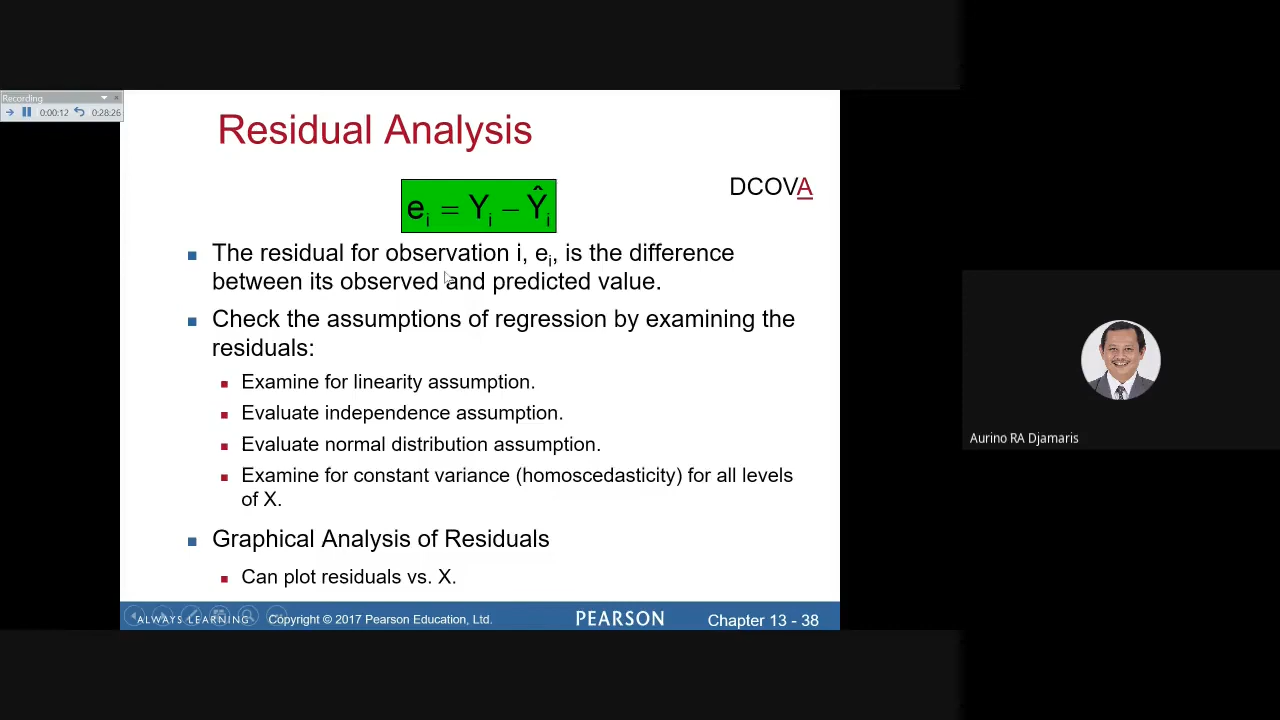 Recording
0:00:12 0:28:26
Residual Analysis
DCOVA
eᵢ = Yᵢ − Ŷᵢ
The residual for observation i, eᵢ, is the difference
between its observed and predicted value.
Check the assumptions of regression by examining the
residuals:
Examine for linearity assumption.
Evaluate independence assumption.
Evaluate normal distribution assumption.
Examine for constant variance (homoscedasticity) for all levels
of X.
Graphical Analysis of Residuals
Can plot residuals vs. X.
ALWAYS LEARNING Copyright © 2017 Pearson Education, Ltd. PEARSON Chapter 13 - 38
Aurino RA Djamaris